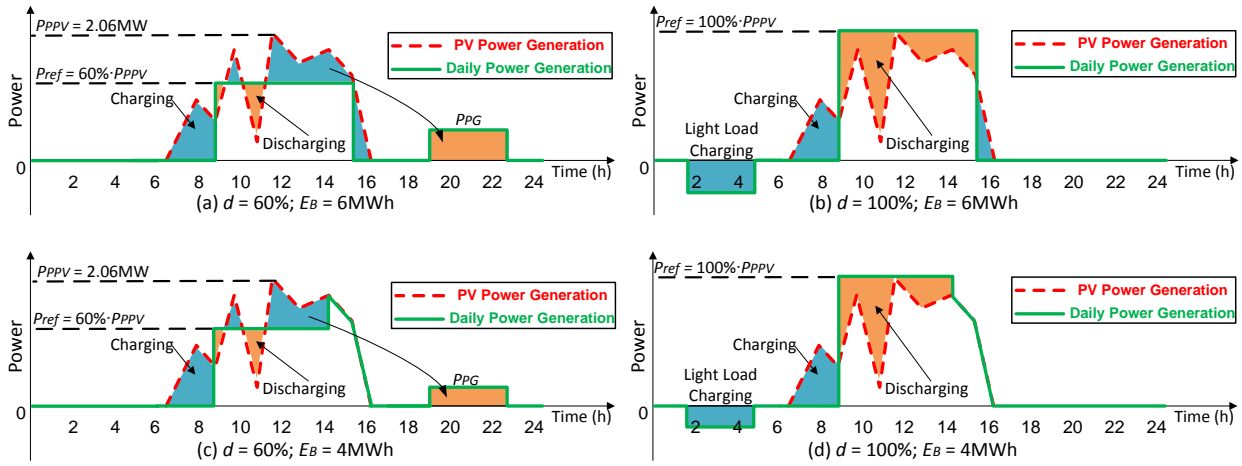 PPPV = 2.06MW
Pref = 60%·PPPV
Power
Charging
Discharging
PV Power Generation
Daily Power Generation
PPG
0
2 4 6 8 10 12 14 16 18 20 22 24
Time (h)
(a) d = 60%; EB = 6MWh
Pref = 100%·PPPV
Power
Charging
Light Load
Charging
Discharging
PV Power Generation
Daily Power Generation
0
2 4 6 8 10 12 14 16 18 20 22 24
Time (h)
(b) d = 100%; EB = 6MWh
PPPV = 2.06MW
Pref = 60%·PPPV
Power
Charging
Discharging
PV Power Generation
Daily Power Generation
PPG
0
2 4 6 8 10 12 14 16 18 20 22 24
Time (h)
(c) d = 60%; EB = 4MWh
Pref = 100%·PPPV
Power
Charging
Light Load
Charging
Discharging
PV Power Generation
Daily Power Generation
0
2 4 6 8 10 12 14 16 18 20 22 24
Time (h)
(d) d = 100%; EB = 4MWh